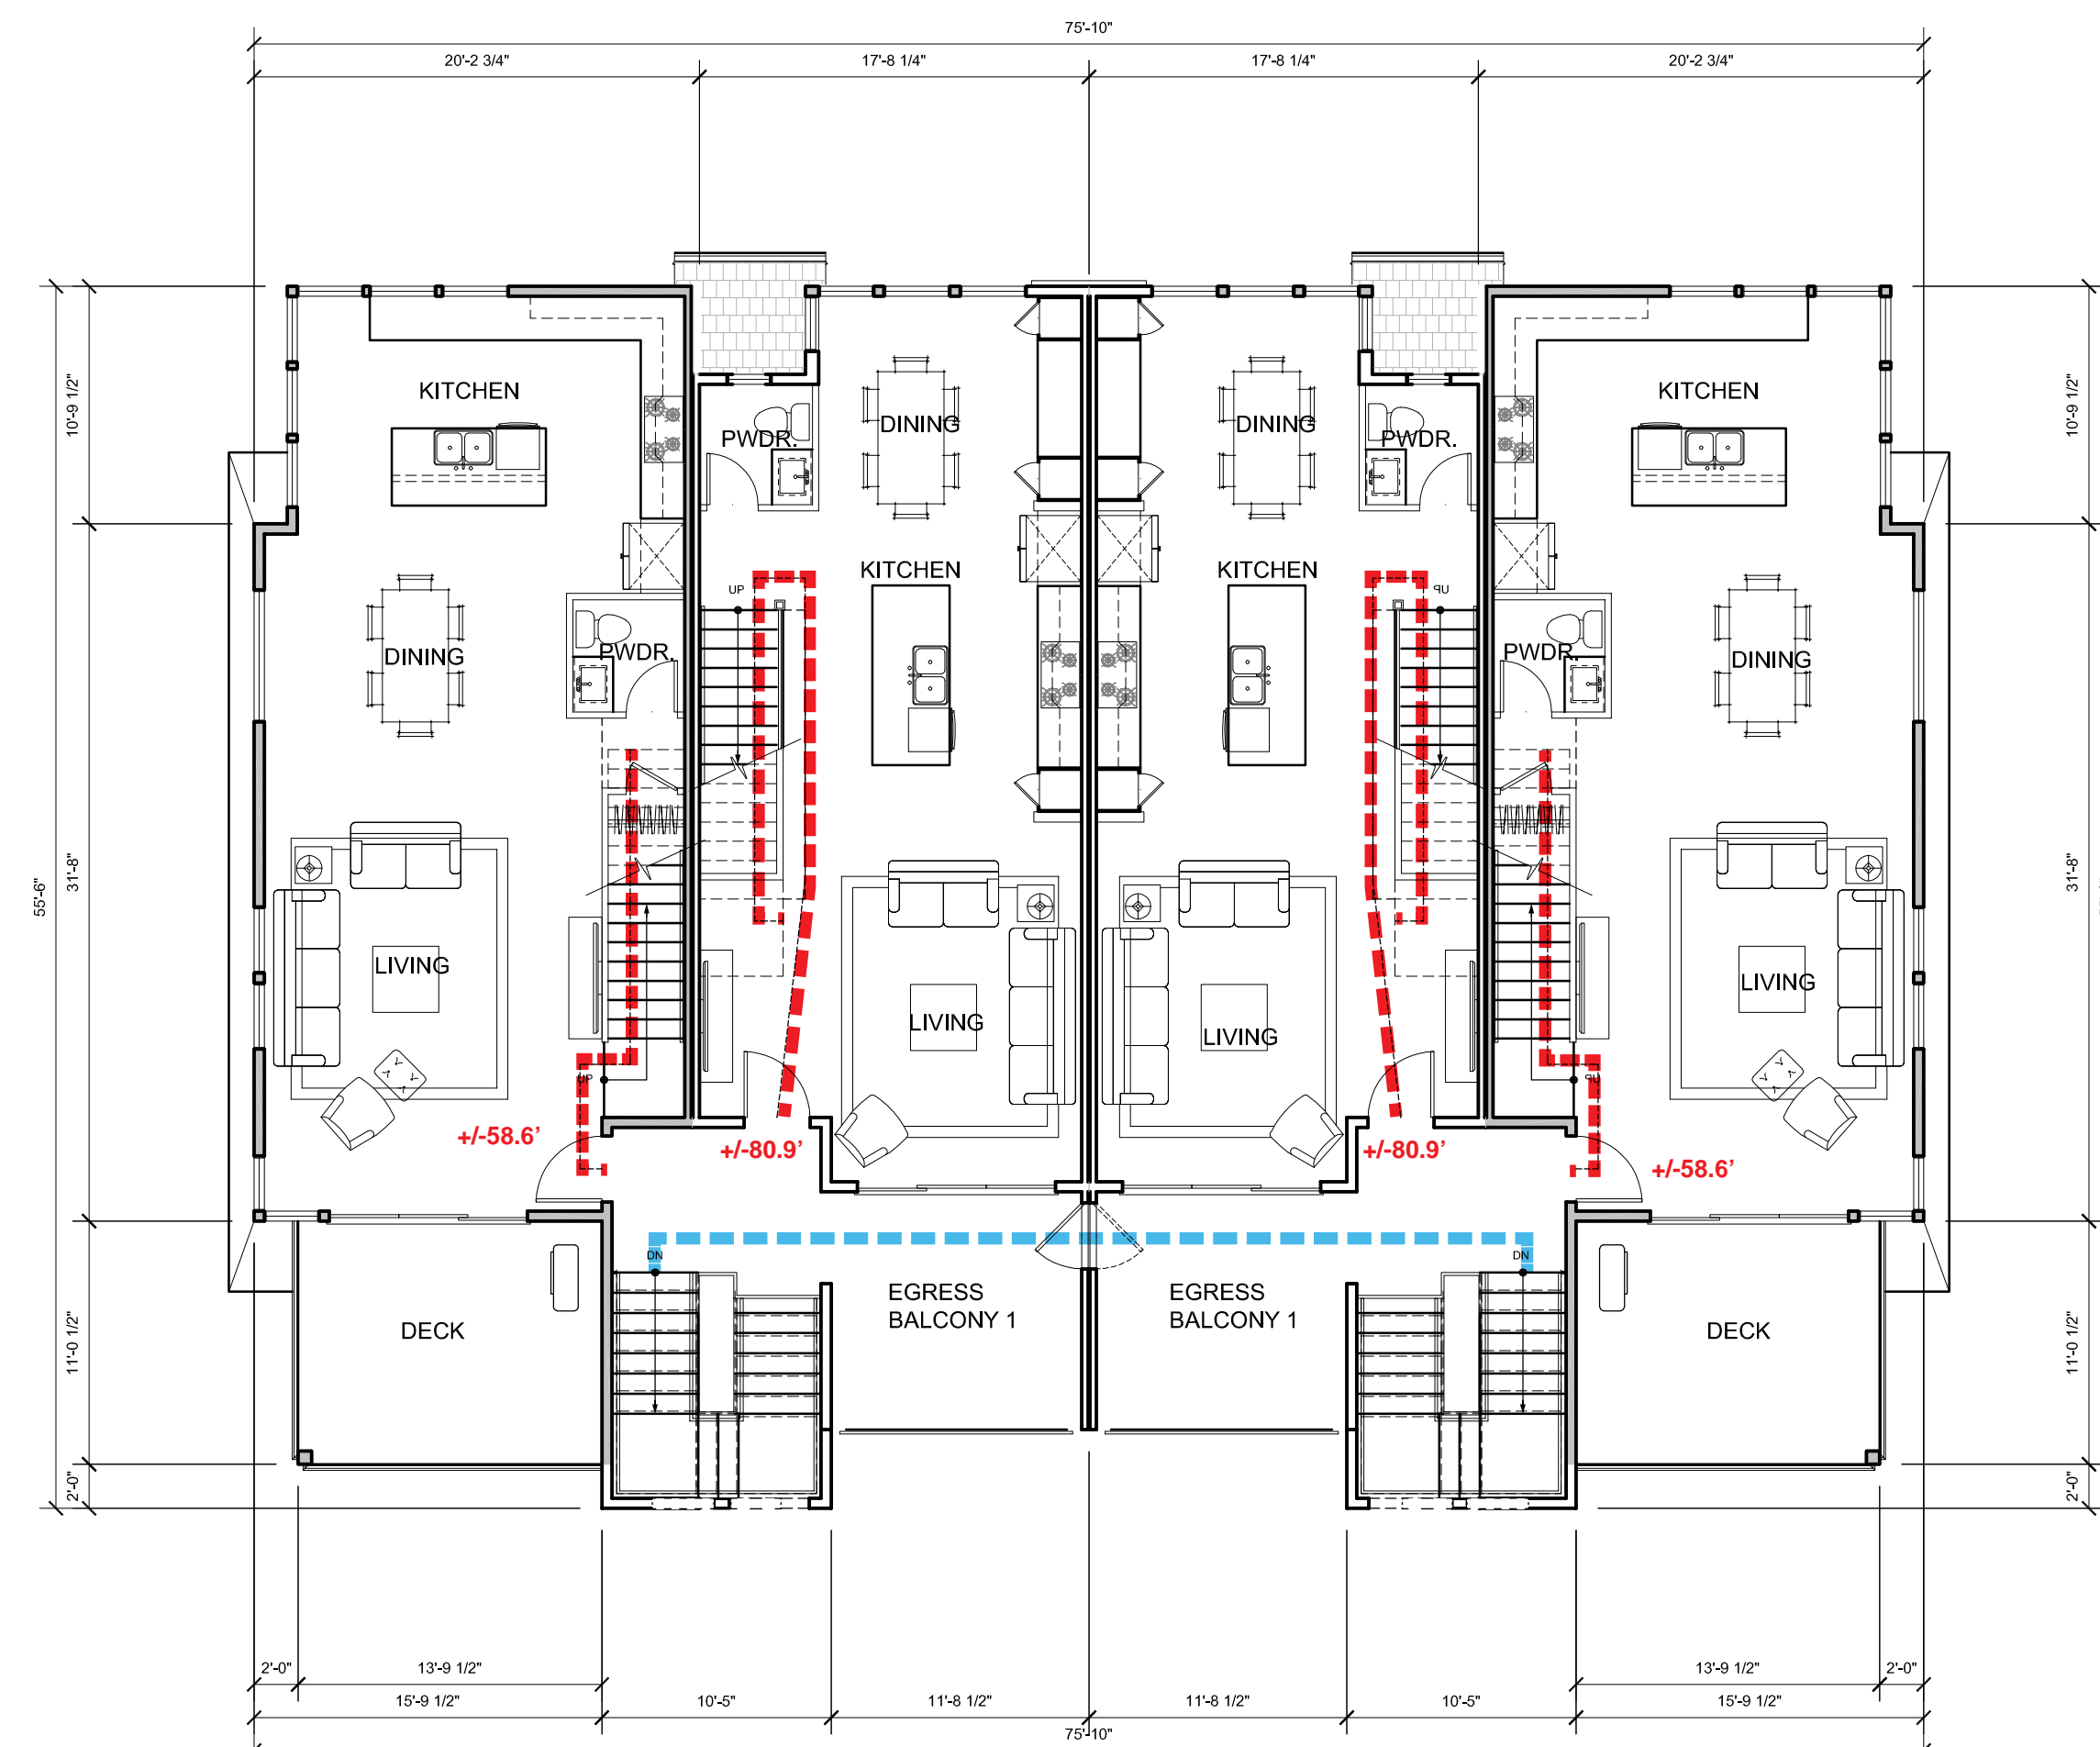 75'-10"
20'-2 3/4"
17'-8 1/4"
17'-8 1/4"
20'-2 3/4"
KITCHEN
KITCHEN
10'-9 1/2"
10'-9 1/2"
PWDR.
DINING
DINING
PWDR.
KITCHEN
KITCHEN
UP
UP
DINING
PWDR.
PWDR.
DINING
55'-6"
31'-8"
31'-8"
LIVING
LIVING
LIVING
LIVING
UP
UP
+/-58.6’
+/-80.9’
+/-80.9’
+/-58.6’
DN
DN
EGRESS
BALCONY 1
EGRESS
BALCONY 1
DECK
DECK
11'-0 1/2"
11'-0 1/2"
2'-0"
2'-0"
2'-0"
13'-9 1/2"
13'-9 1/2"
2'-0"
15'-9 1/2"
10'-5"
11'-8 1/2"
11'-8 1/2"
10'-5"
15'-9 1/2"
75'-10"